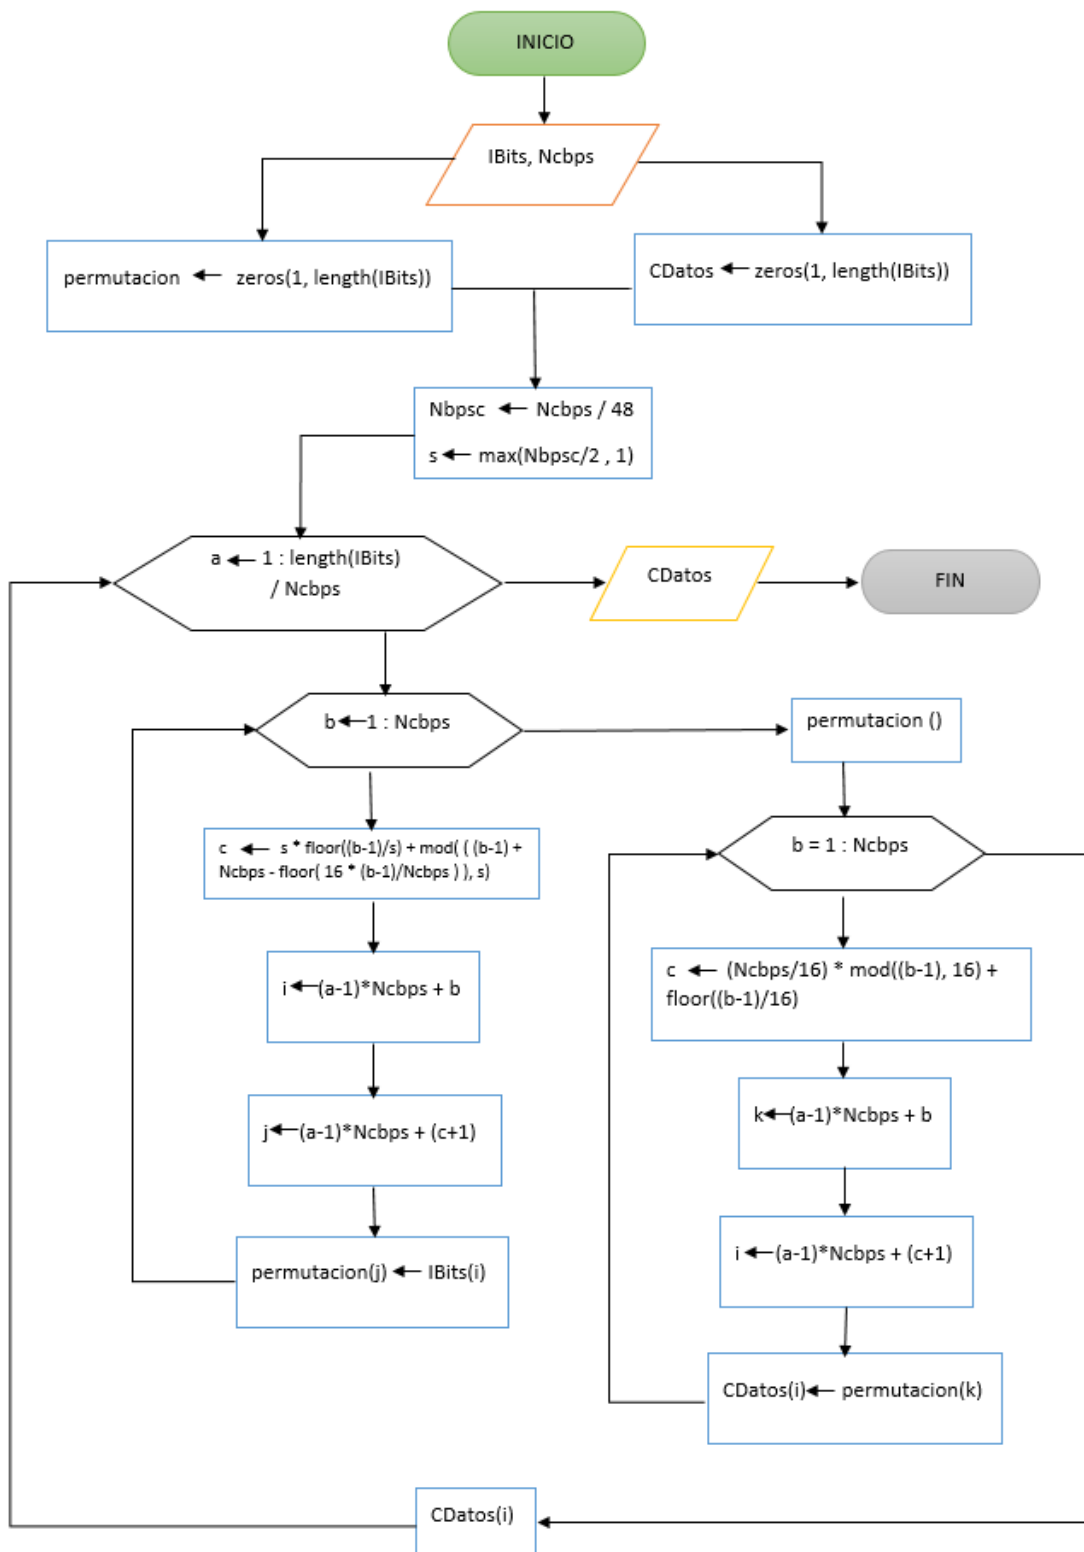 INICIO
IBits, Ncbps
permutacion ← zeros(1, length(IBits))
CDatos ← zeros(1, length(IBits))
Nbpsc ← Ncbps / 48
s ← max(Nbpsc/2 , 1)
a ← 1 : length(IBits)
/ Ncbps
CDatos
FIN
b ← 1 : Ncbps
permutacion ()
c ← s * floor((b-1)/s) + mod( ( (b-1) +
Ncbps - floor( 16 * (b-1)/Ncbps ) ), s)
i ← (a-1)*Ncbps + b
j ← (a-1)*Ncbps + (c+1)
permutacion(j) ← IBits(i)
b = 1 : Ncbps
c ← (Ncbps/16) * mod((b-1), 16) +
floor((b-1)/16)
k ← (a-1)*Ncbps + b
i ← (a-1)*Ncbps + (c+1)
CDatos(i) ← permutacion(k)
CDatos(i)